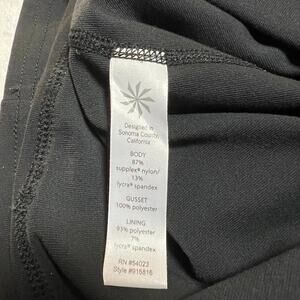 Designed in
Sonoma County
California
BODY
87%
supplex® nylon/
13%
lycra® spandex
GUSSET
100% polyester
LINING
93% polyester
7%
lycra® spandex
RN #54023
Style #915816